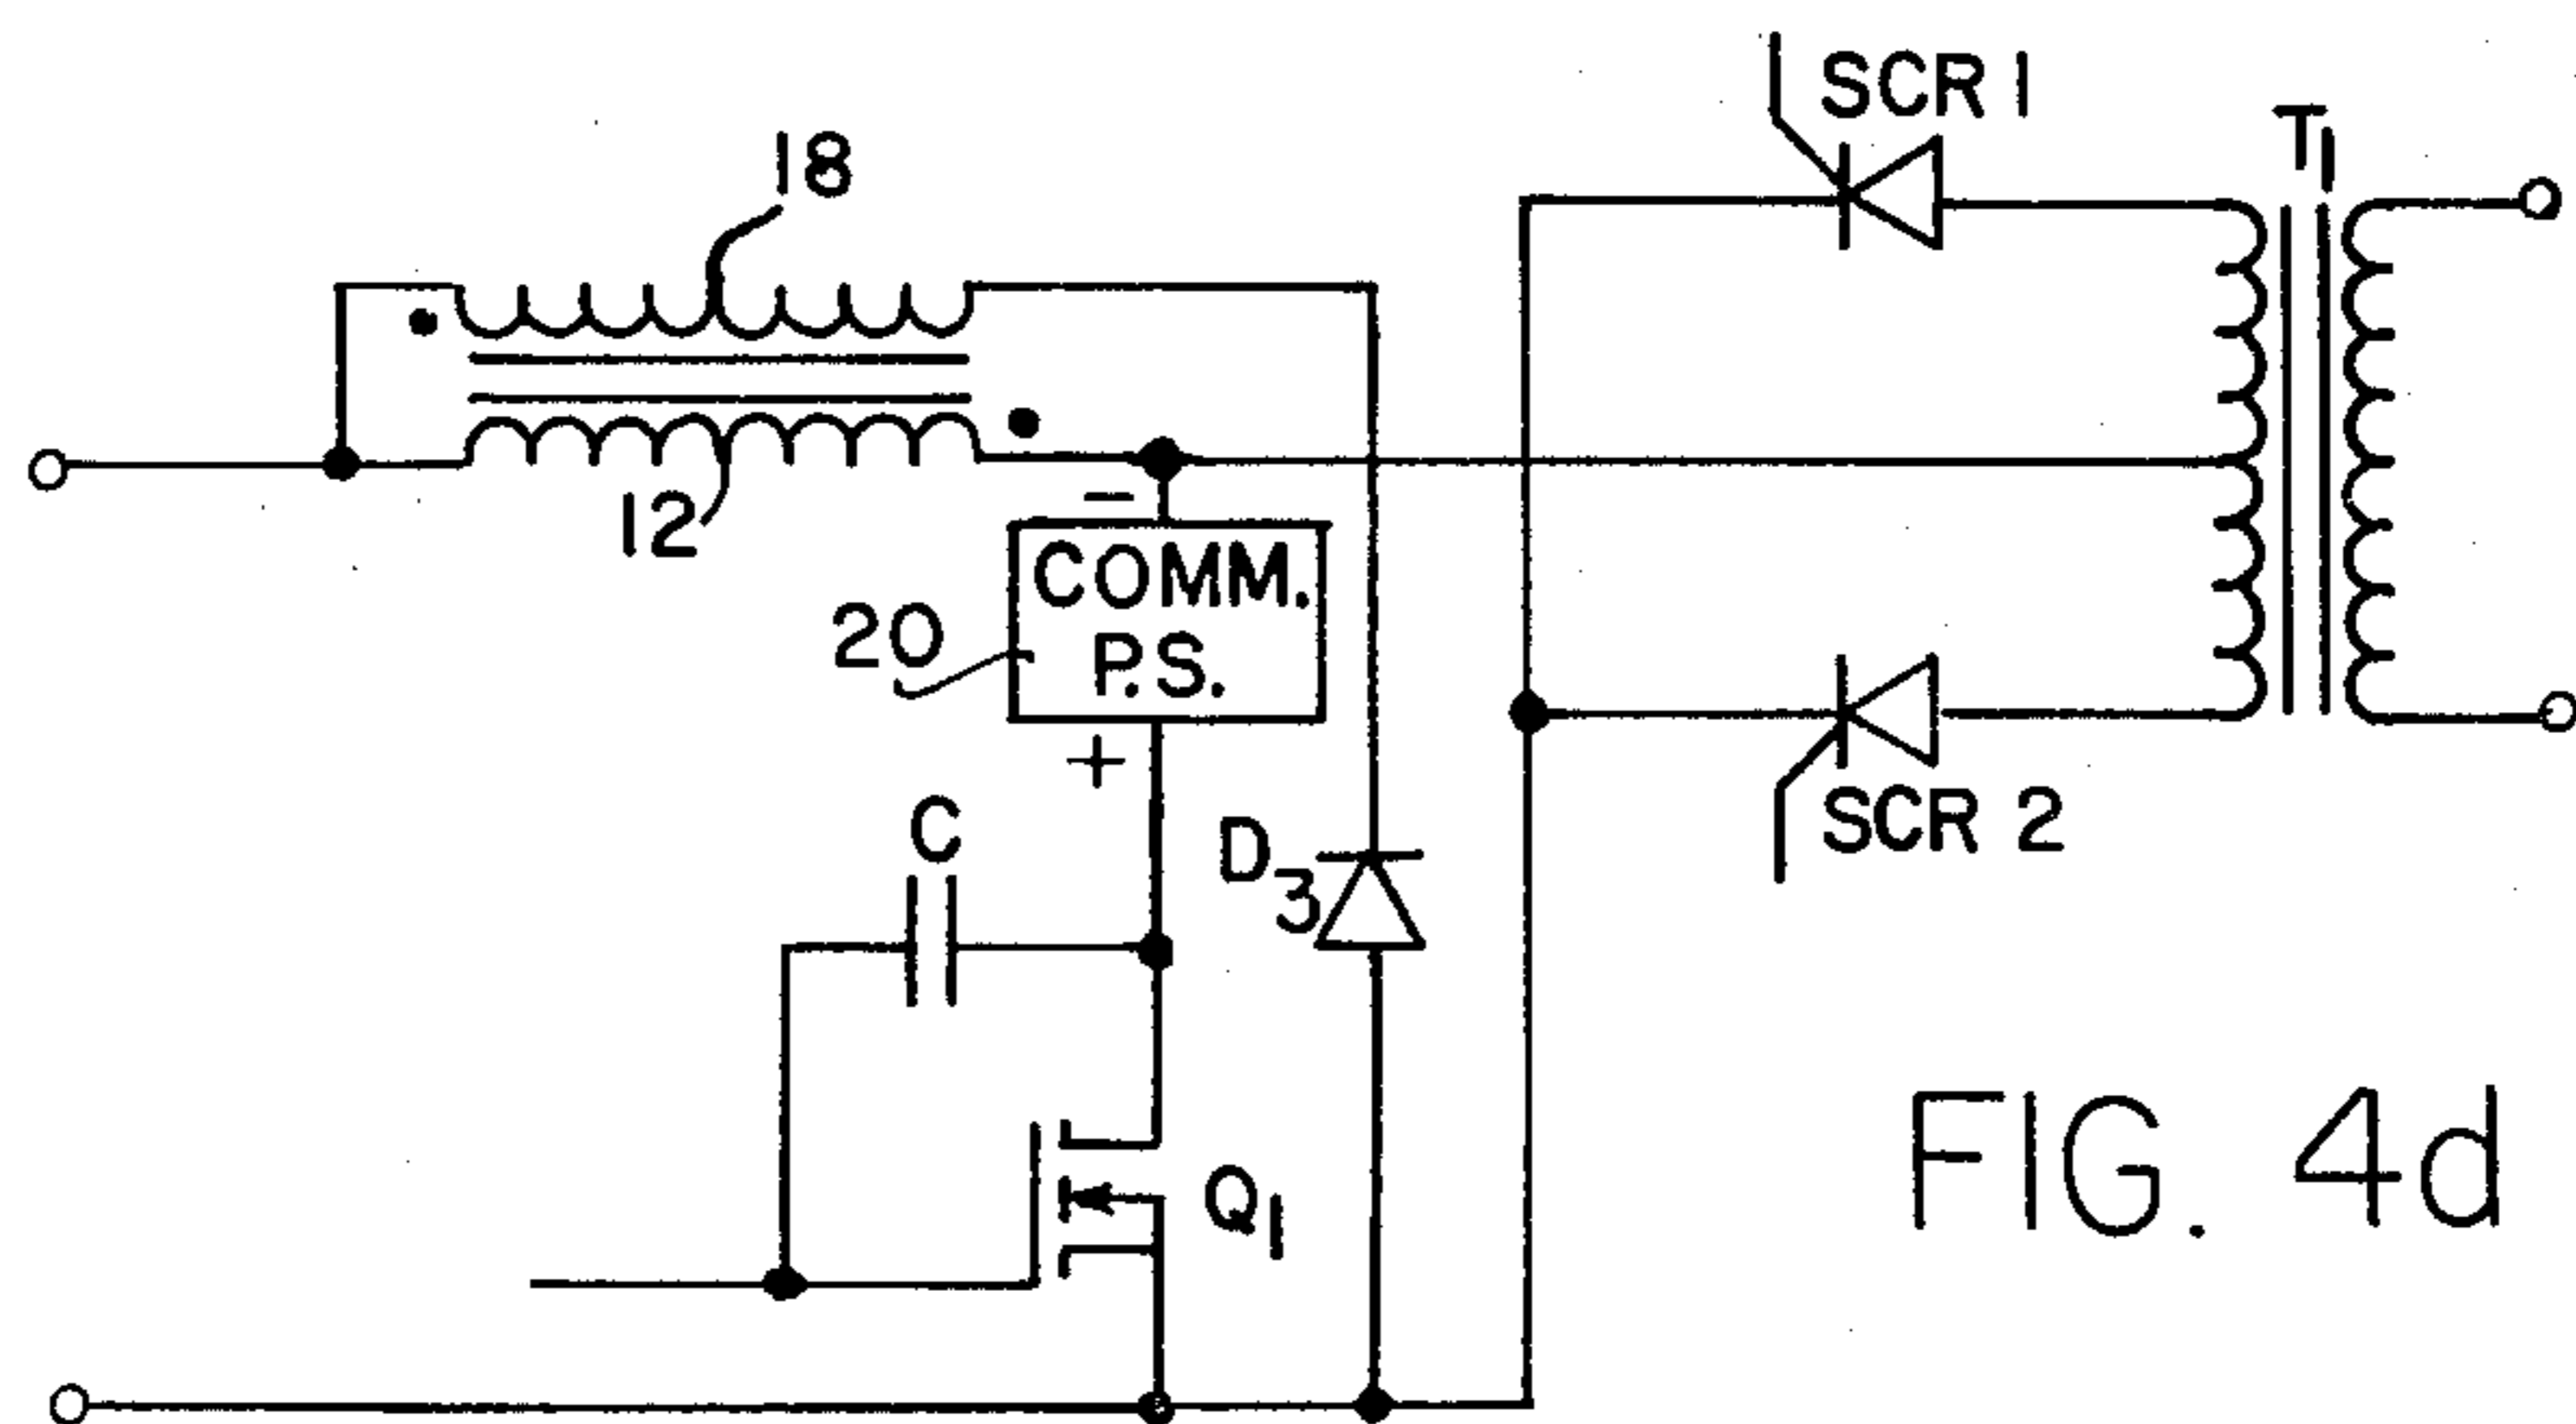 SCR 1
T1
18
12
−
COMM.
P.S.
20
+
C
D3
SCR 2
Q1
FIG. 4d